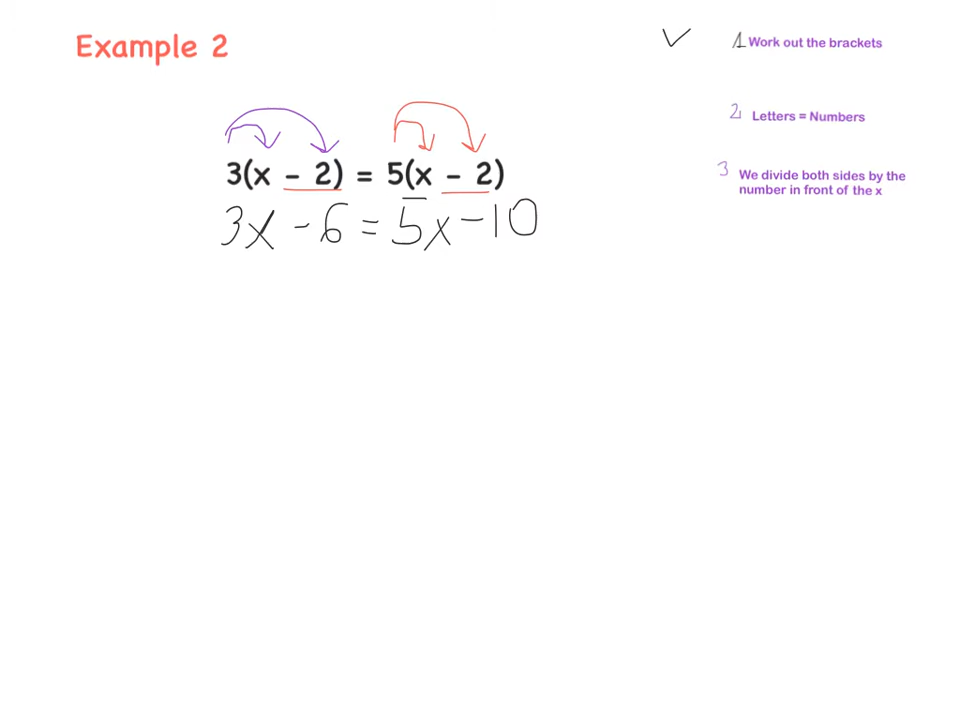 Example 2
1 Work out the brackets
2 Letters = Numbers
3 We divide both sides by the
number in front of the x
3(x - 2) = 5(x - 2)
3x - 6 = 5x - 10